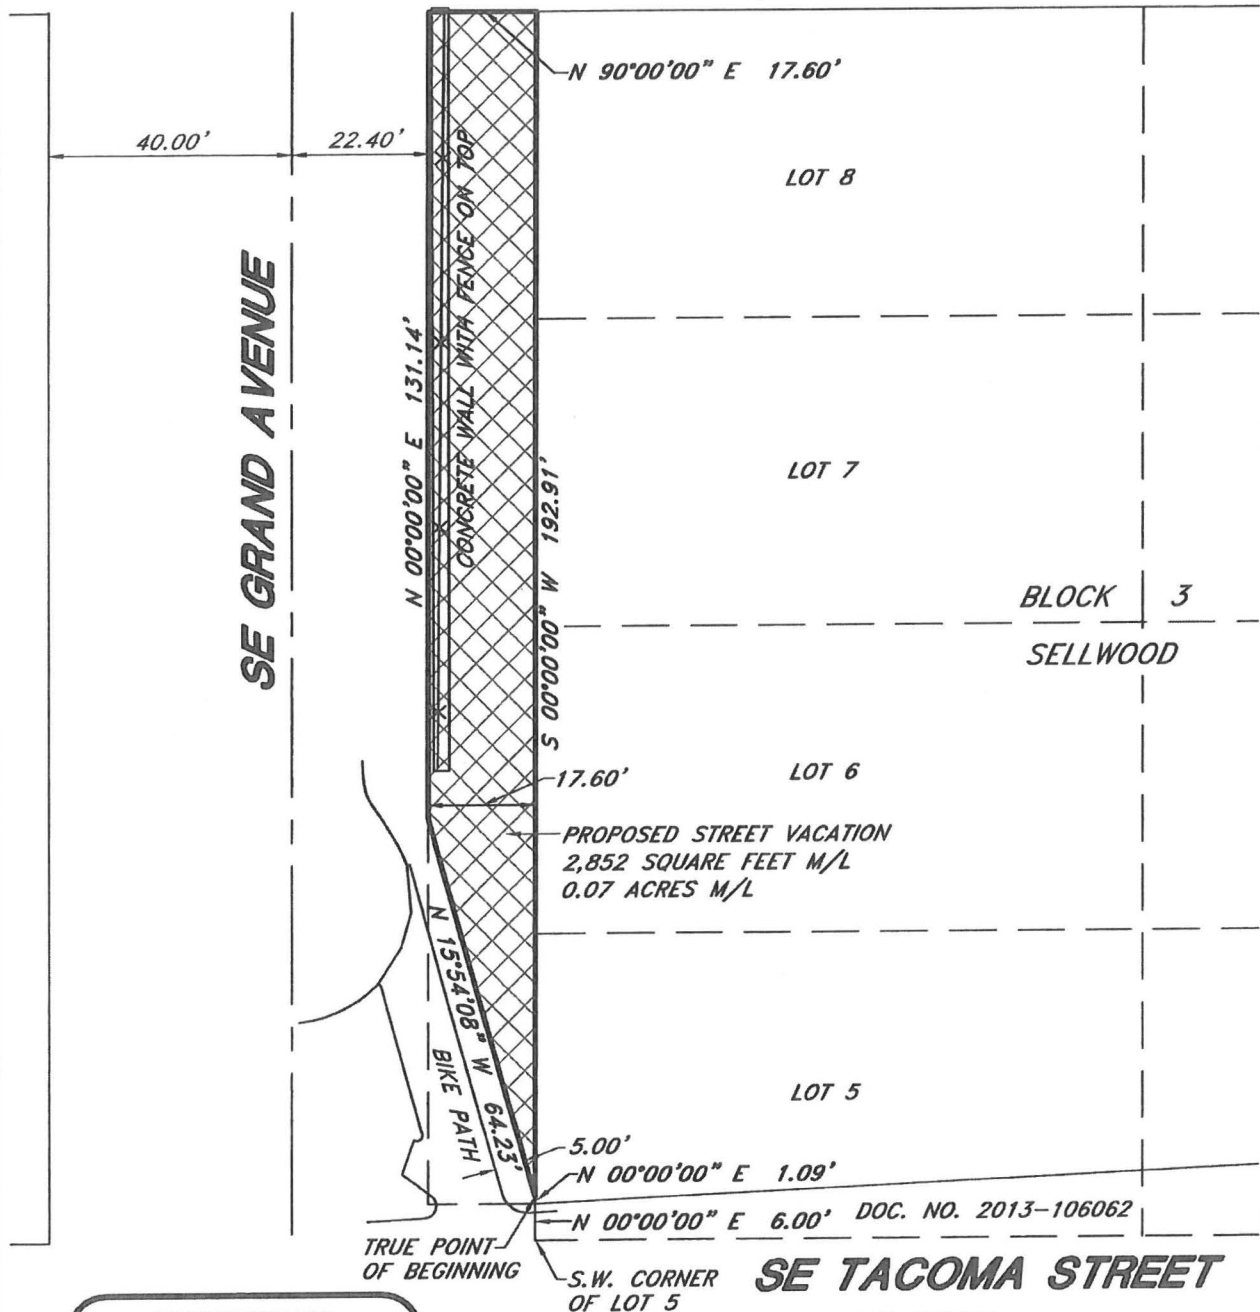 N 90°00'00" E 17.60'
40.00'
22.40'
LOT 8
CONCRETE WALL WITH FENCE ON TOP
SE GRAND AVENUE
N 00°00'00" E 131.14'
LOT 7
S 00°00'00" W 192.91'
BLOCK 3
SELLWOOD
LOT 6
17.60'
PROPOSED STREET VACATION
2,852 SQUARE FEET M/L
0.07 ACRES M/L
N 15°54'08" W 64.23'
BIKE PATH
LOT 5
5.00'
N 00°00'00" E 1.09'
N 00°00'00" E 6.00'
DOC. NO. 2013-106062
TRUE POINT
OF BEGINNING
S.W. CORNER
OF LOT 5
SE TACOMA STREET